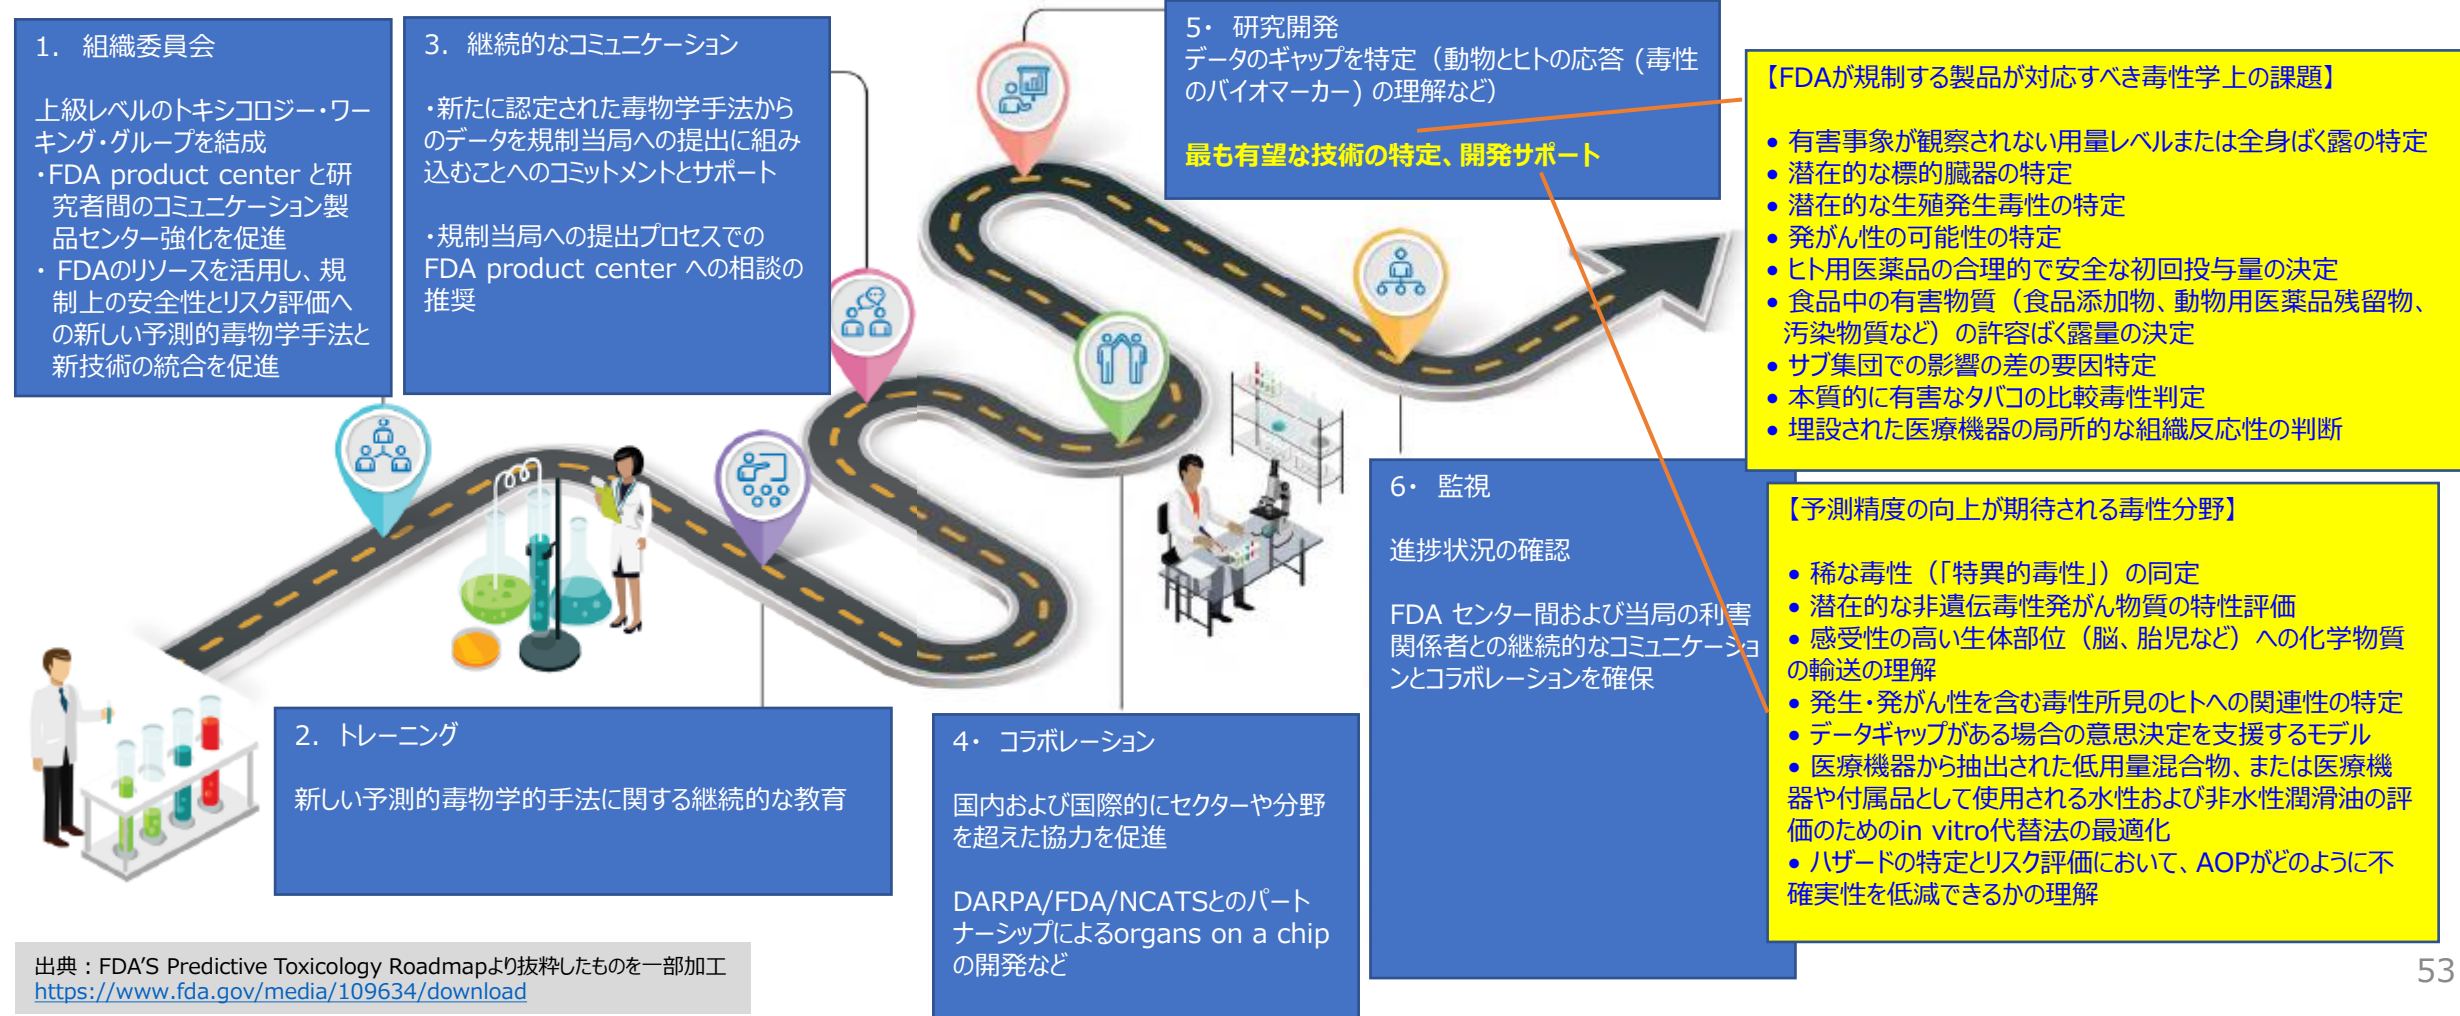 1. 組織委員会
上級レベルのトキシコロジー・ワー
キング・グループを結成
・FDA product center と研
究者間のコミュニケーション製
品センター強化を促進
・ FDAのリソースを活用し、規
制上の安全性とリスク評価へ
の新しい予測的毒物学手法と
新技術の統合を促進
2. トレーニング
新しい予測的毒物学的手法に関する継続的な教育
3. 継続的なコミュニケーション
・新たに認定された毒物学手法から
のデータを規制当局への提出に組み
込むことへのコミットメントとサポート
・規制当局への提出プロセスでの
FDA product center への相談の
推奨
4・ コラボレーション
国内および国際的にセクターや分野
を超えた協力を促進
DARPA/FDA/NCATSとのパート
ナーシップによるorgans on a chip
の開発など
5・ 研究開発
データのギャップを特定（動物とヒトの応答 (毒性
のバイオマーカー) の理解など）
最も有望な技術の特定、開発サポート
6・ 監視
進捗状況の確認
FDA センター間および当局の利害
関係者との継続的なコミュニケーショ
ンとコラボレーションを確保
【FDAが規制する製品が対応すべき毒性学上の課題】
• 有害事象が観察されない用量レベルまたは全身ばく露の特定
• 潜在的な標的臓器の特定
• 潜在的な生殖発生毒性の特定
• 発がん性の可能性の特定
• ヒト用医薬品の合理的で安全な初回投与量の決定
• 食品中の有害物質（食品添加物、動物用医薬品残留物、
汚染物質など）の許容ばく露量の決定
• サブ集団での影響の差の要因特定
• 本質的に有害なタバコの比較毒性判定
• 埋設された医療機器の局所的な組織反応性の判断
【予測精度の向上が期待される毒性分野】
• 稀な毒性（「特異的毒性」）の同定
• 潜在的な非遺伝毒性発がん物質の特性評価
• 感受性の高い生体部位（脳、胎児など）への化学物質
の輸送の理解
• 発生・発がん性を含む毒性所見のヒトへの関連性の特定
• データギャップがある場合の意思決定を支援するモデル
• 医療機器から抽出された低用量混合物、または医療機
器や付属品として使用される水性および非水性潤滑油の評
価のためのin vitro代替法の最適化
• ハザードの特定とリスク評価において、AOPがどのように不
確実性を低減できるかの理解
出典：FDA’S Predictive Toxicology Roadmapより抜粋したものを一部加工
https://www.fda.gov/media/109634/download
53